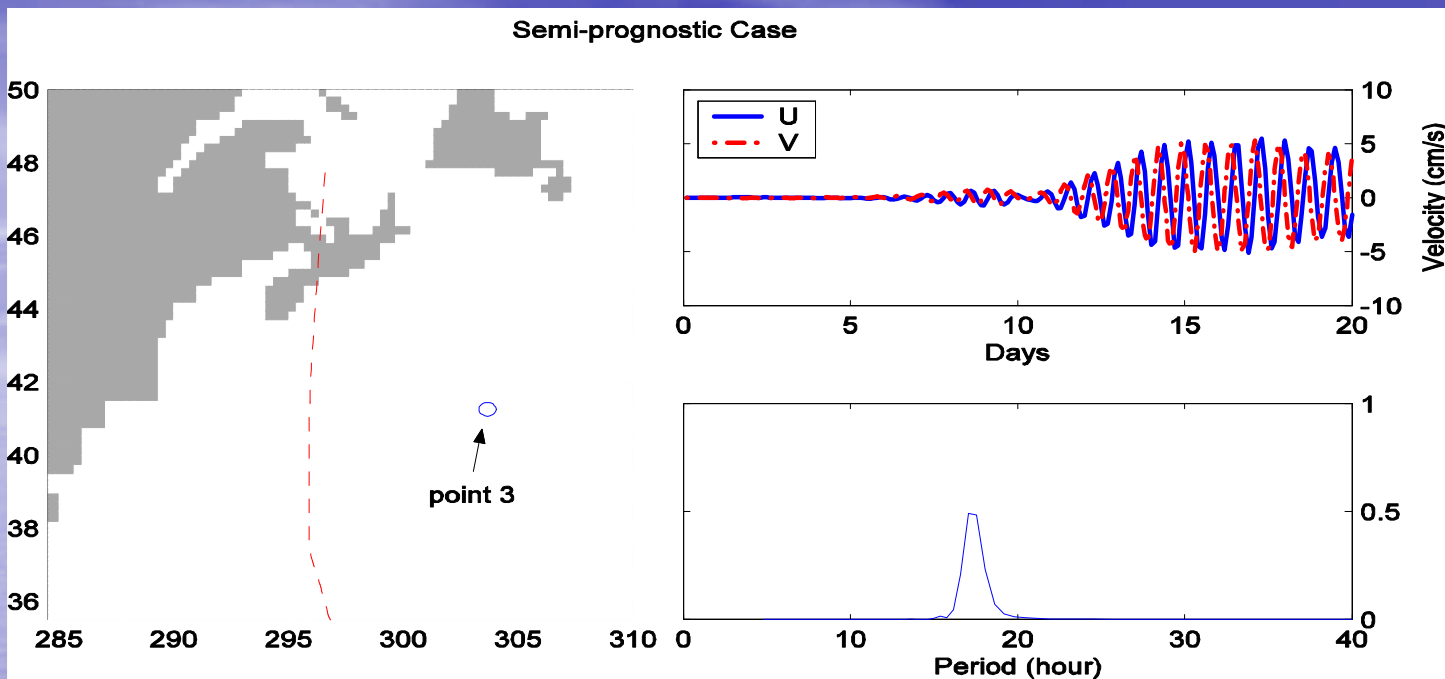 Semi-prognostic Case
50
48
46
44
42
40
38
36
285 290 295 300 305 310
point 3
U
V
10
5
0
-5
-10
Velocity (cm/s)
0 5 10 15 20
Days
1
0.5
0
0 10 20 30 40
Period (hour)